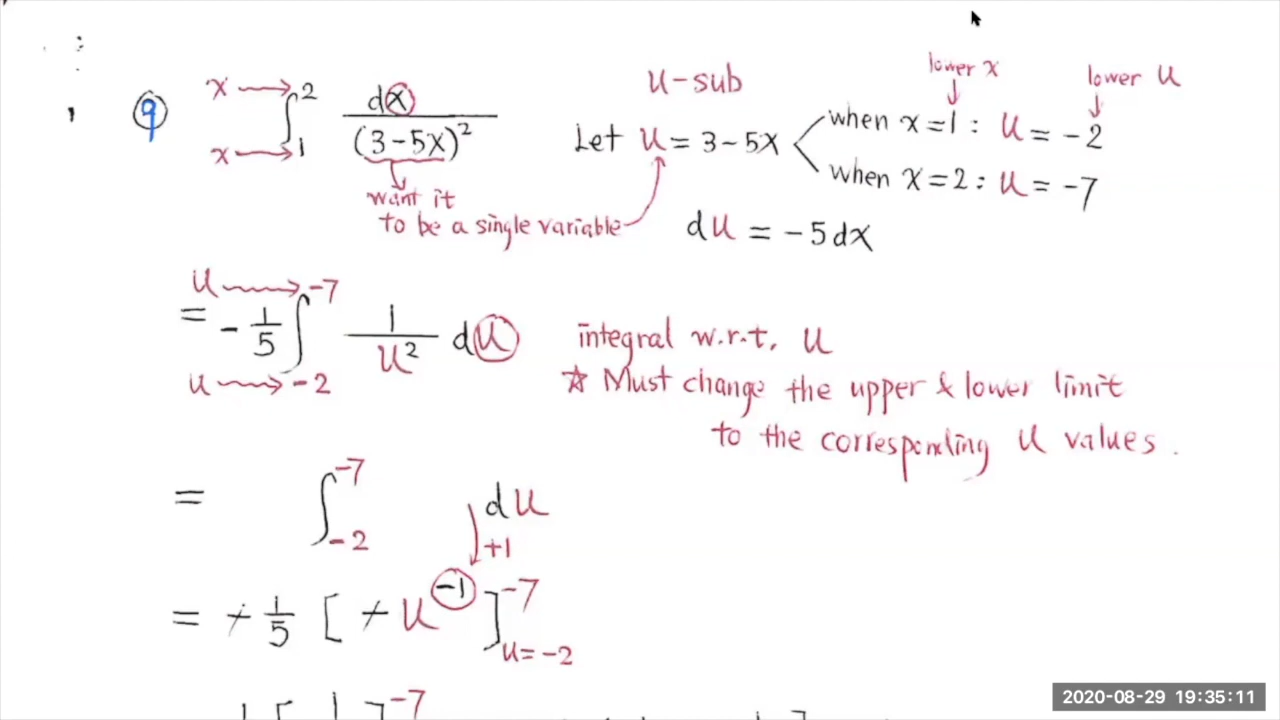 lower x
lower u
u-sub
⑨ x → ∫₁² dx / (3-5x)² ← x
want it to be a single variable
Let u = 3-5x
when x=1: u = -2
when x=2: u = -7
du = -5dx
= -1/5 ∫₋₂⁻⁷ 1/u² du
u → -7
u → -2
integral w.r.t. u
☆ Must change the upper & lower limit
to the corresponding u values.
= ∫₋₂⁻⁷ du
+1
= +1/5 [+u⁻¹]⁻⁷
u=-2
-7
2020-08-29 19:35:11